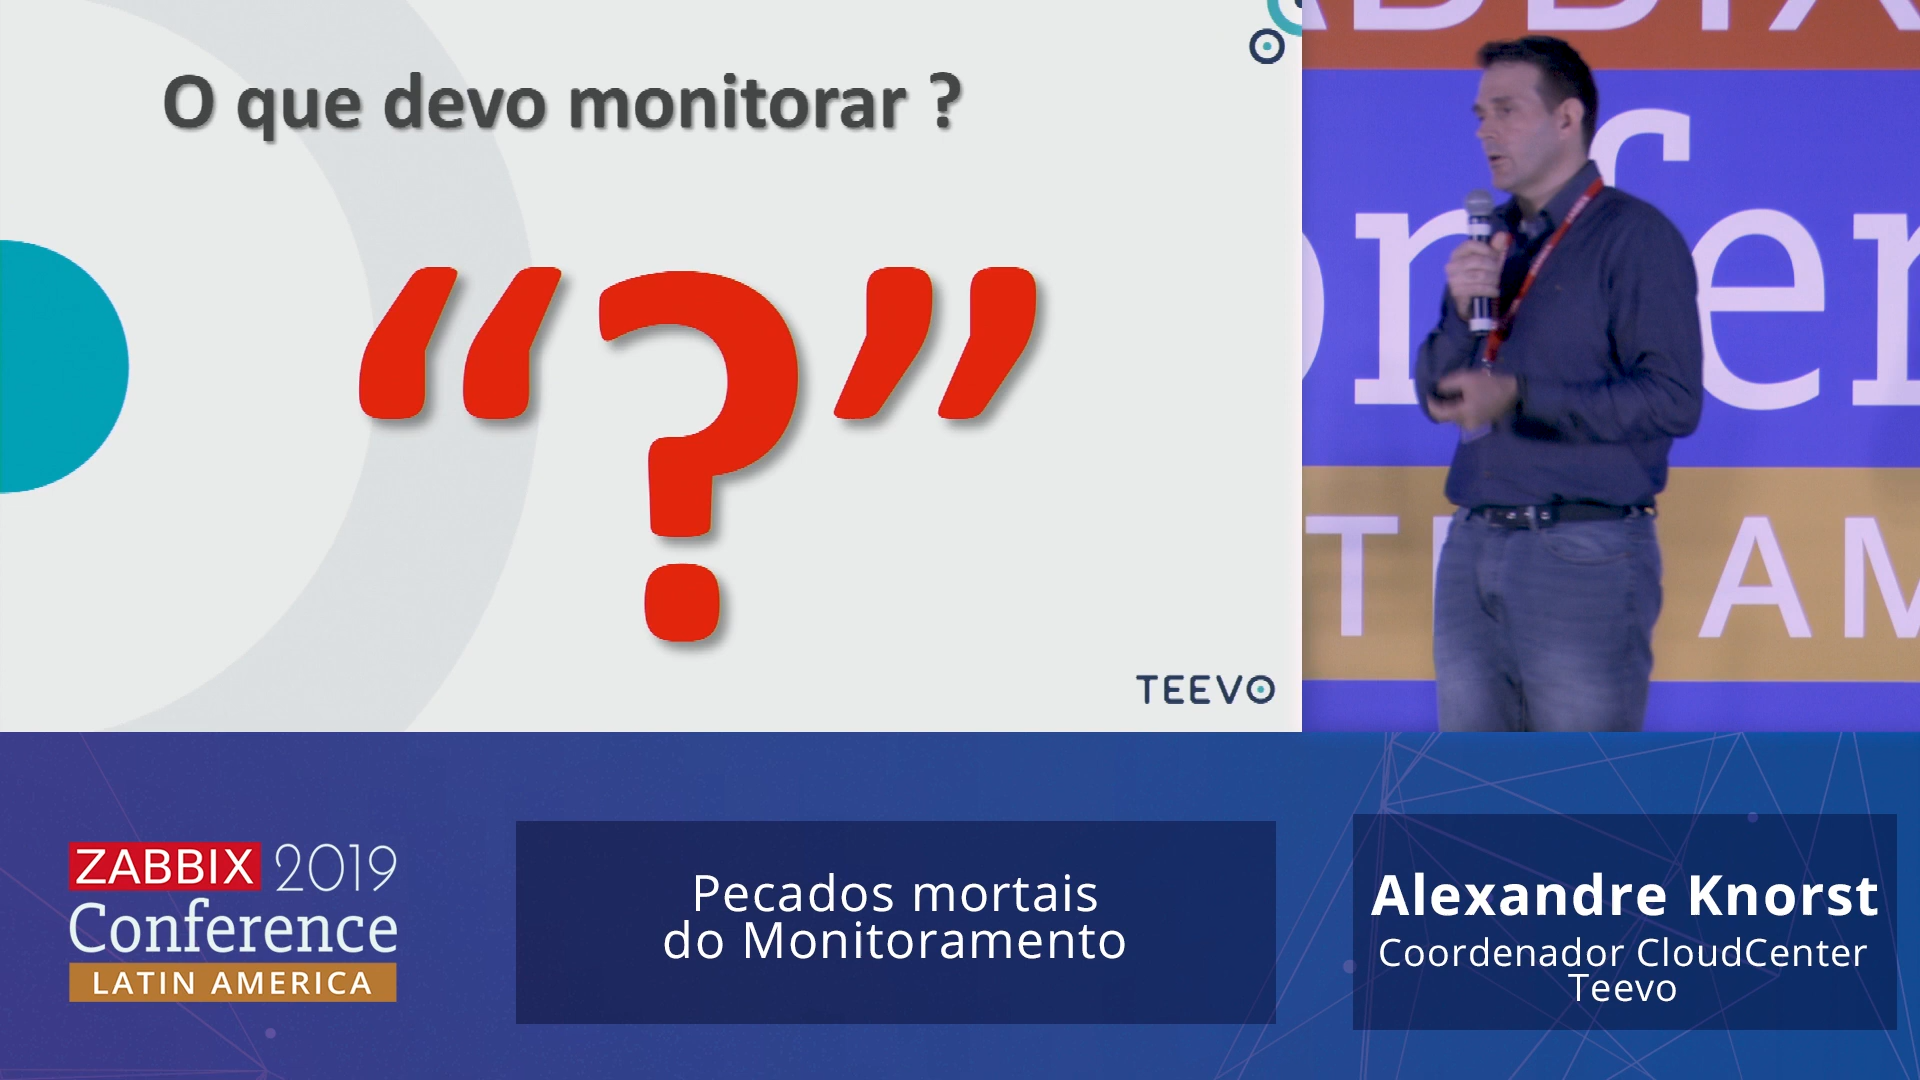 O que devo monitorar ?
“?”
TEEVO
ZABBIX 2019
Conference
LATIN AMERICA
Pecados mortais
do Monitoramento
Alexandre Knorst
Coordenador CloudCenter
Teevo